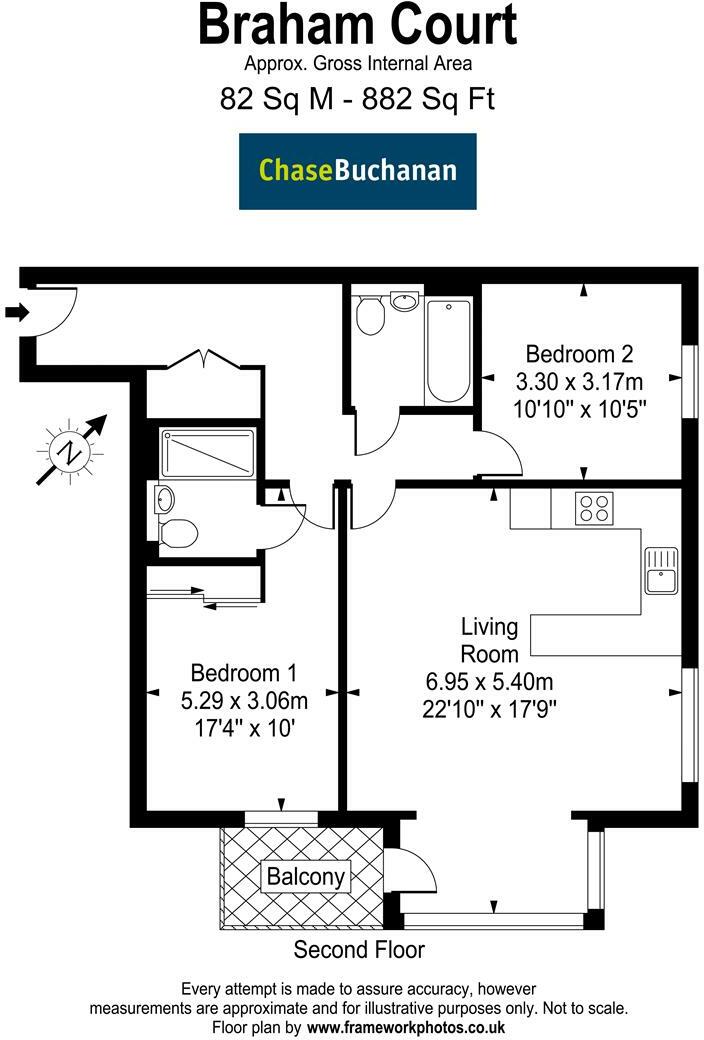 Braham Court
Approx. Gross Internal Area
82 Sq M - 882 Sq Ft
ChaseBuchanan
Bedroom 2
3.30 x 3.17m
10'10" x 10'5"
N
Living
Room
6.95 x 5.40m
22'10" x 17'9"
Bedroom 1
5.29 x 3.06m
17'4" x 10'
Balcony
Second Floor
Every attempt is made to assure accuracy, however
measurements are approximate and for illustrative purposes only. Not to scale.
Floor plan by www.frameworkphotos.co.uk